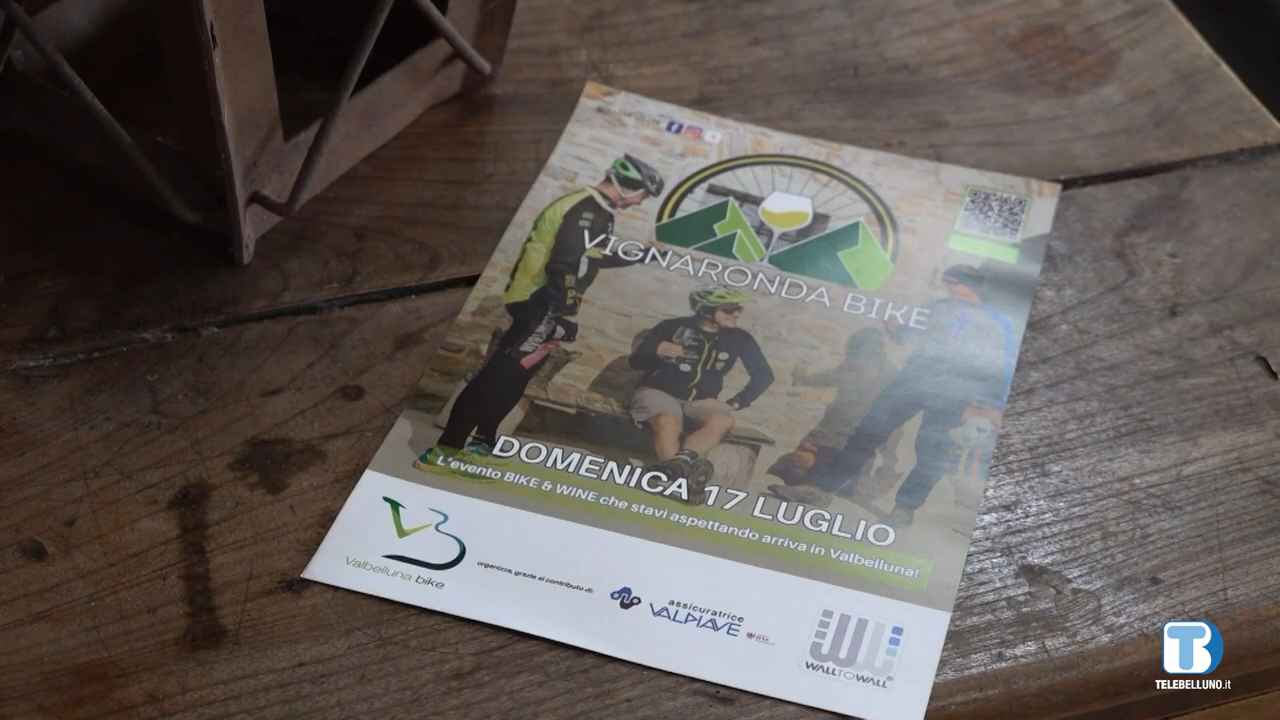 VIGNARONDA BIKE
DOMENICA 17 LUGLIO
L'evento BIKE & WINE che stavi aspettando arriva in Valbelluna!
Valbelluna bike
organizza, grazie al contributo di:
assicuratrice
VALPIAVE
WALLTOWALL
TELEBELLUNO.it